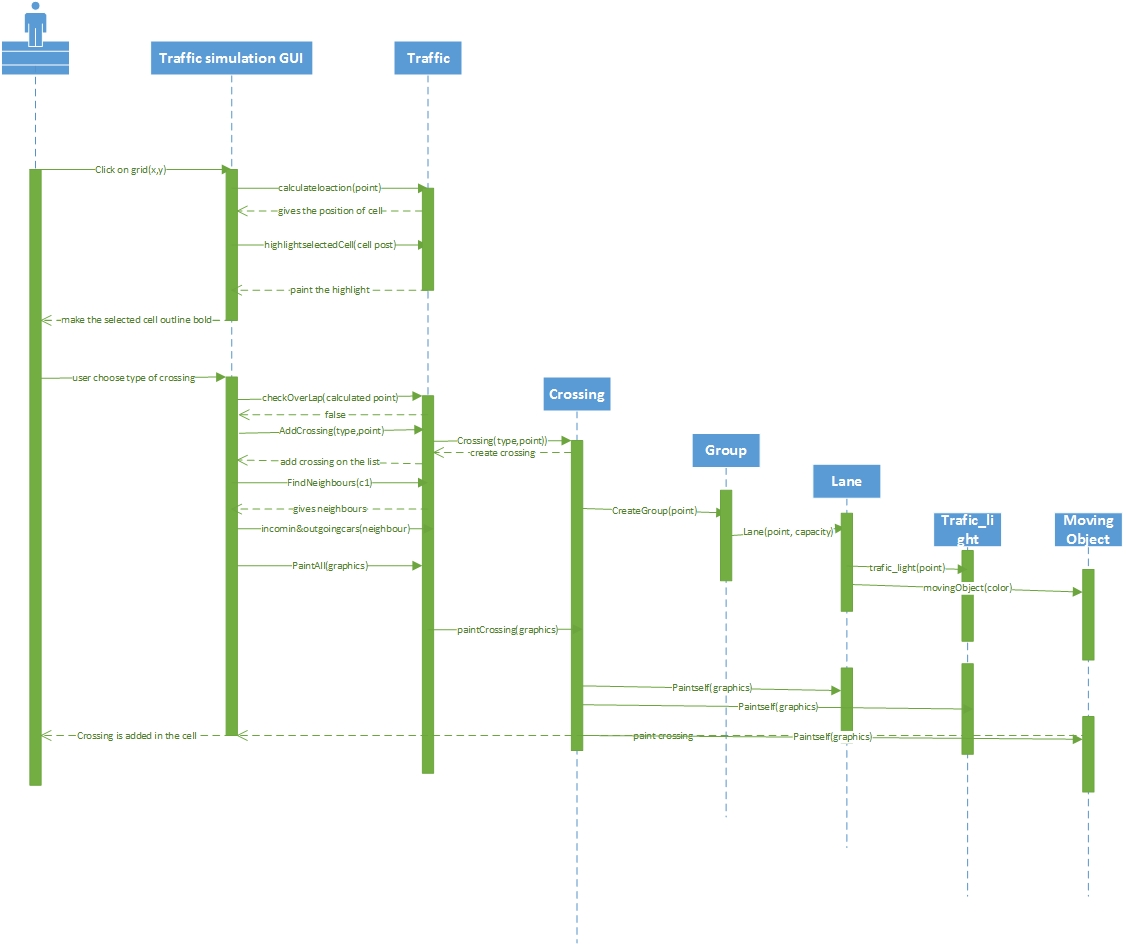 Traffic simulation GUI
Traffic
Click on grid(x,y)
calculateloaction(point)
gives the position of cell
highlightselectedCell(cell post)
paint the highlight
make the selected cell outline bold
user choose type of crossing
Crossing
checkOverLap(calculated point)
false
AddCrossing(type,point)
Crossing(type,point))
create crossing
Group
add crossing on the list
FindNeighbours(c1)
Lane
gives neighbours
CreateGroup(point)
incomin&outgoingcars(neighbour)
Lane(point, capacity)
Trafic_li
ght
Moving
Object
PaintAll(graphics)
trafic_light(point)
movingObject(color)
paintCrossing(graphics)
Paintself(graphics)
Paintself(graphics)
Crossing is added in the cell
paint crossing
Paintself(graphics)